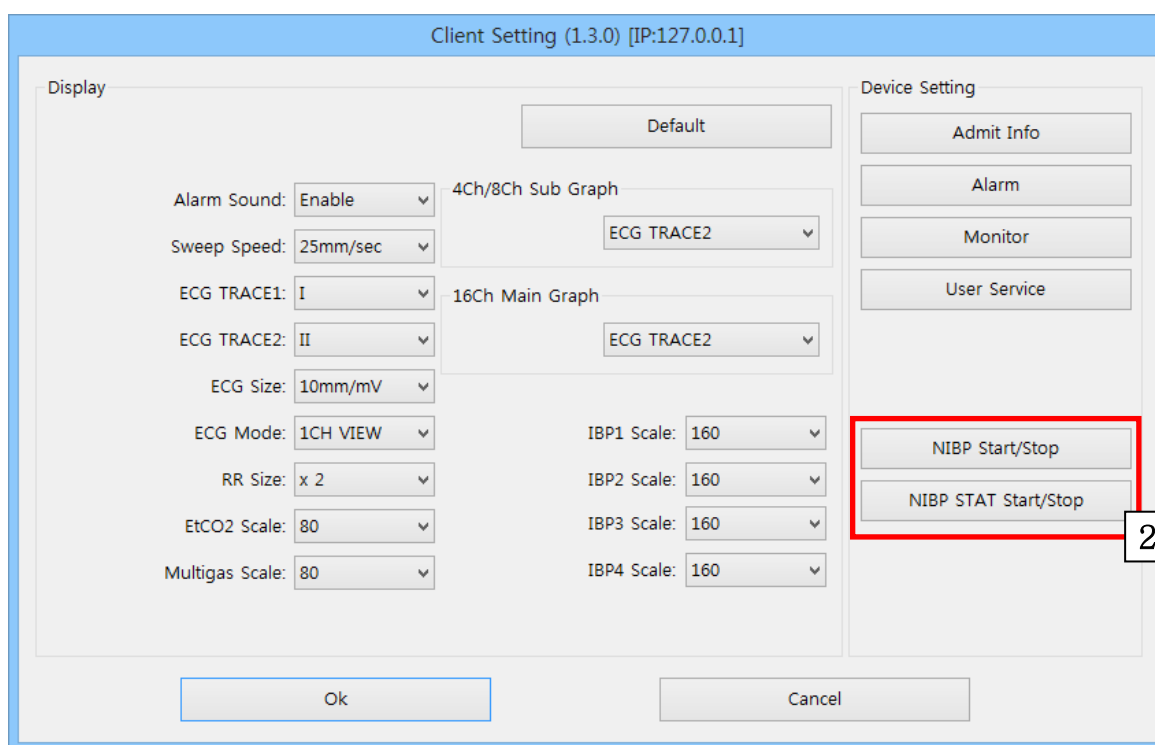 Client Setting (1.3.0) [IP:127.0.0.1]
Display
Default
Alarm Sound: Enable
Sweep Speed: 25mm/sec
ECG TRACE1: I
ECG TRACE2: II
ECG Size: 10mm/mV
ECG Mode: 1CH VIEW
RR Size: x 2
EtCO2 Scale: 80
Multigas Scale: 80
4Ch/8Ch Sub Graph
ECG TRACE2
16Ch Main Graph
ECG TRACE2
IBP1 Scale: 160
IBP2 Scale: 160
IBP3 Scale: 160
IBP4 Scale: 160
Device Setting
Admit Info
Alarm
Monitor
User Service
NIBP Start/Stop
NIBP STAT Start/Stop
2
Ok
Cancel